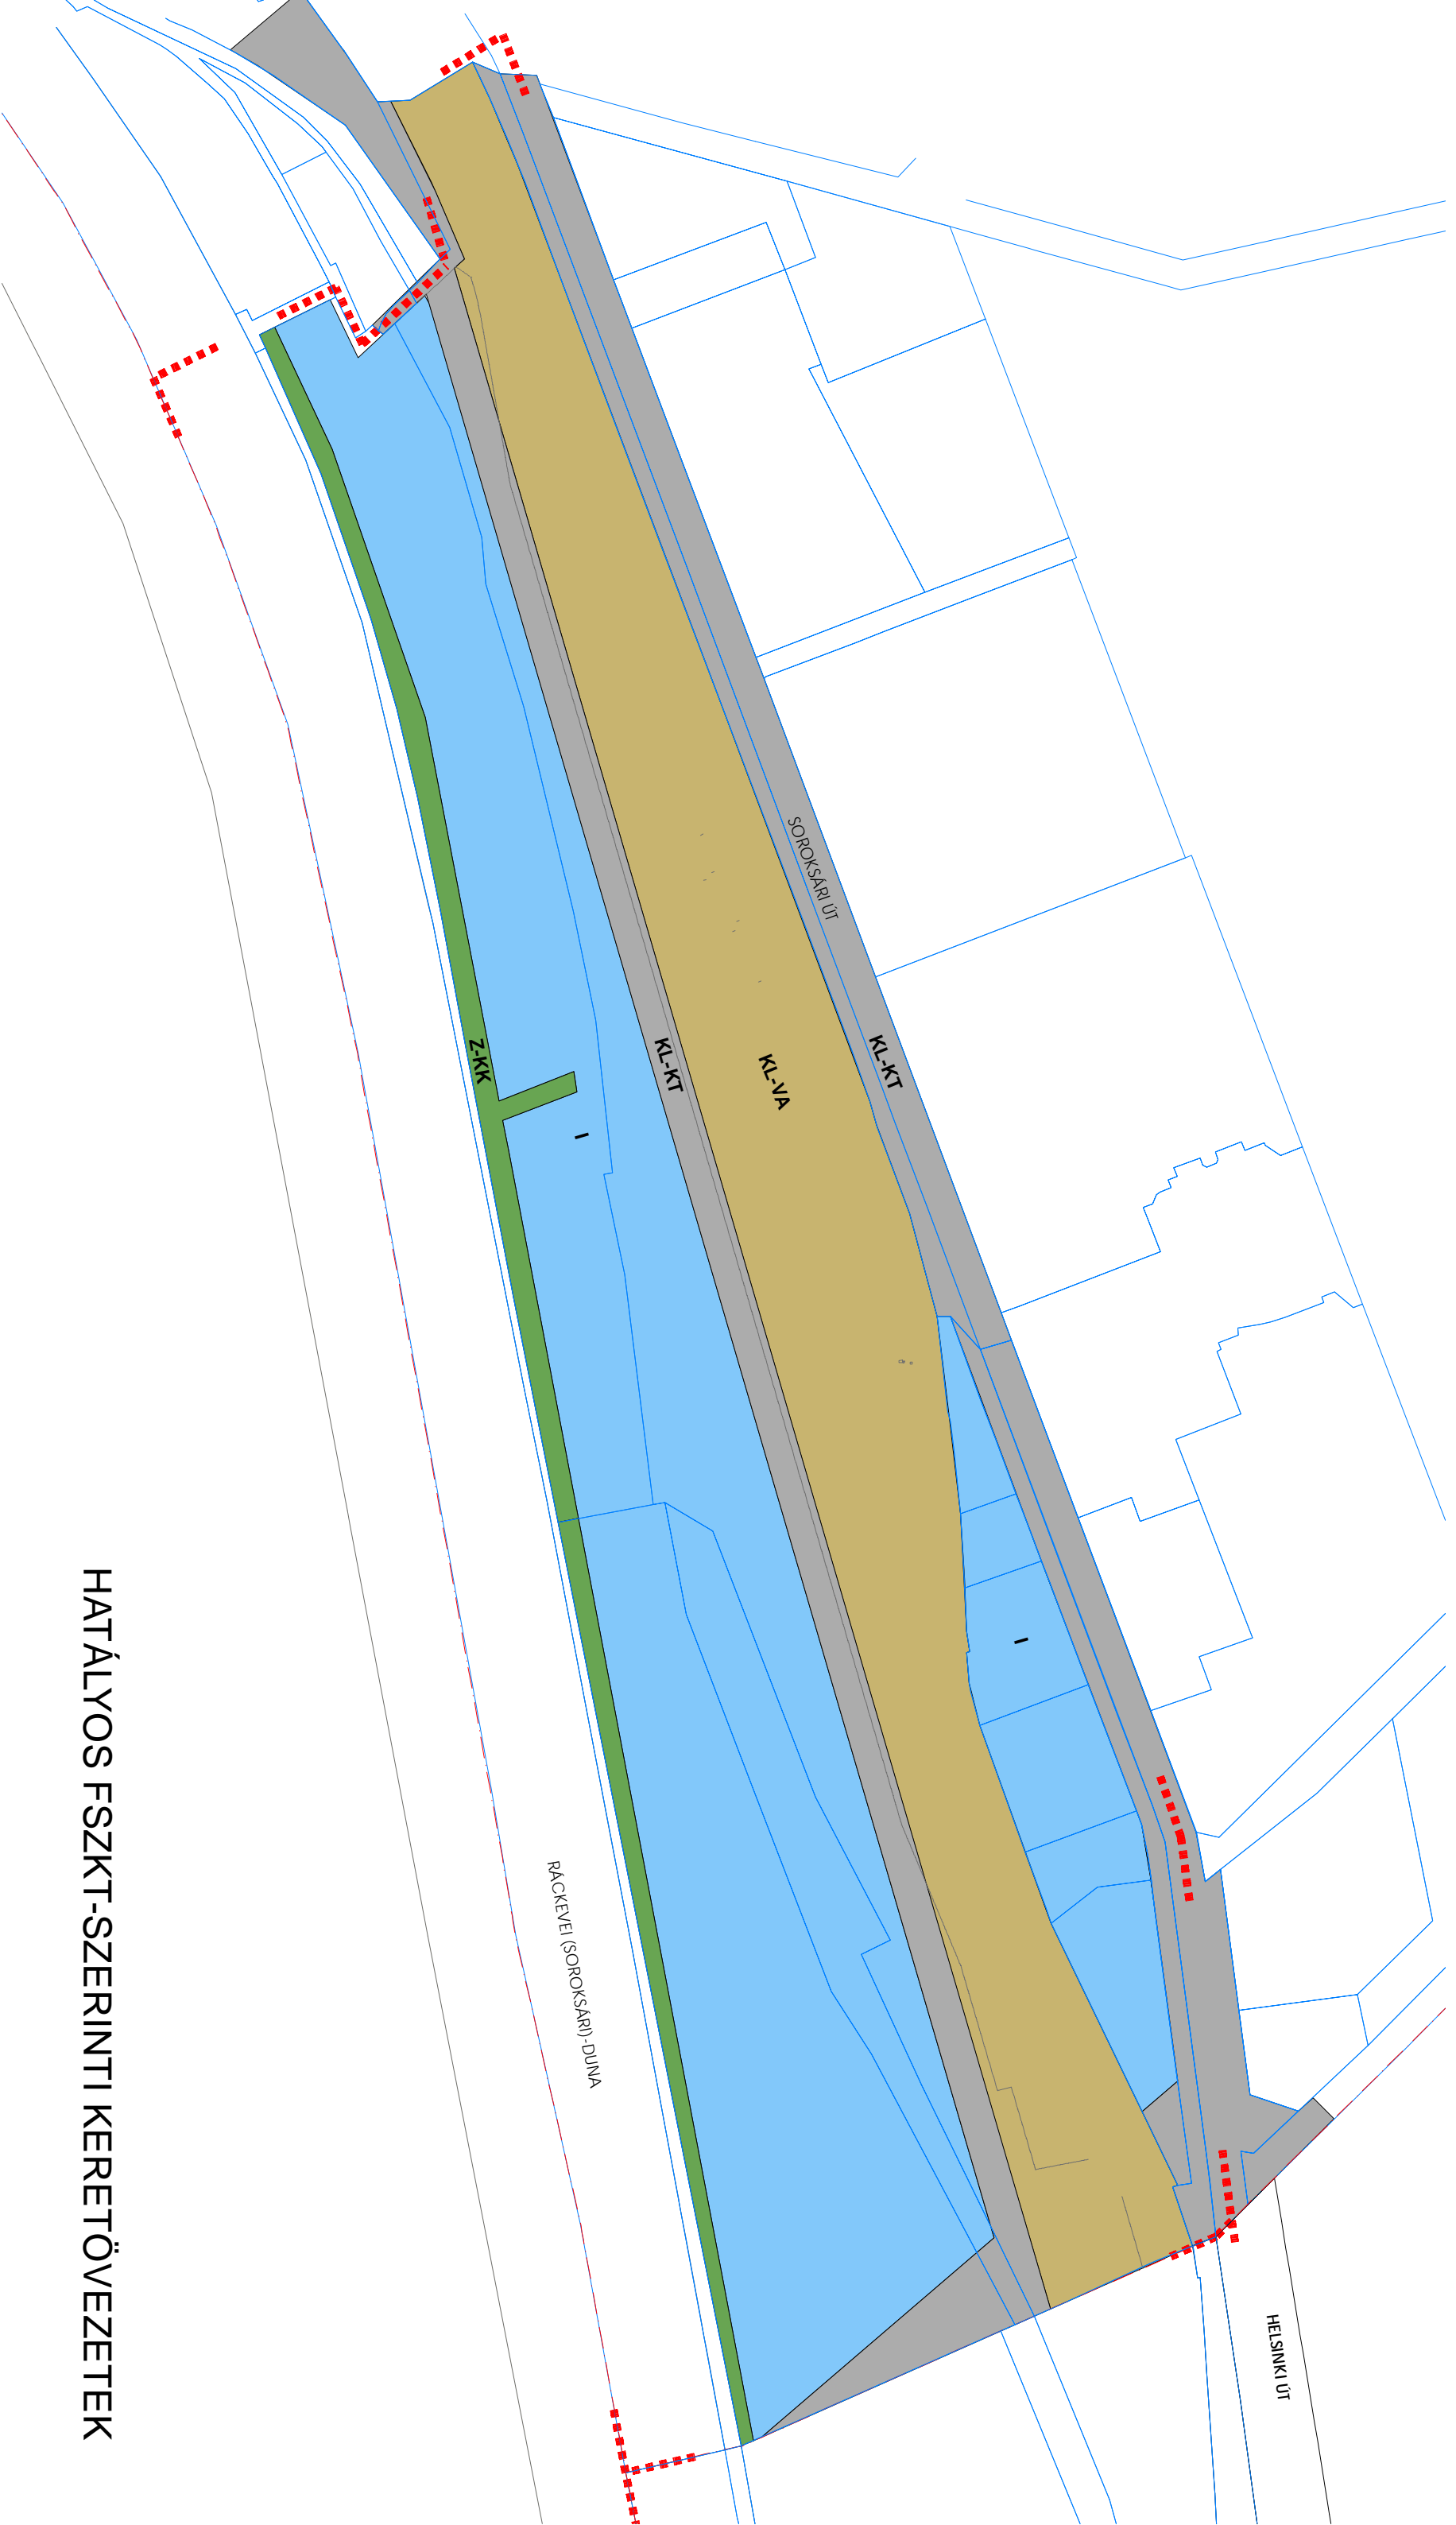 SOROKSÁRI ÚT
KL-KT
KL-VA
KL-KT
Z-KK
I
I
RÁCKEVEI (SOROKSÁRI)-DUNA
HELSINKI ÚT
HATÁLYOS FSZKT-SZERINTI KERETÖVEZETEK